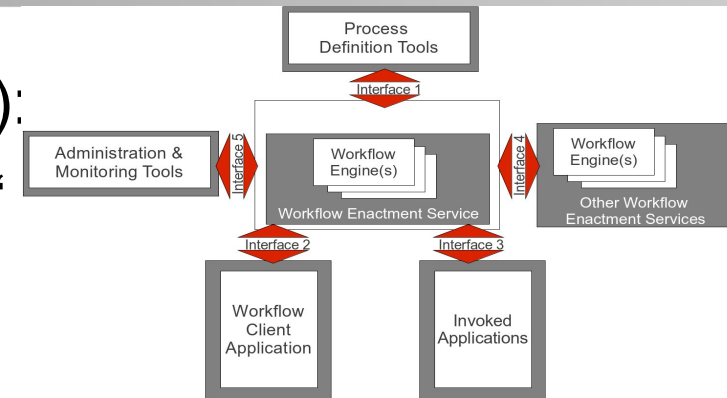 Process
Definition Tools
Interface 1
):
Administration &
Monitoring Tools
Interface 5
Workflow
Engine(s)
Workflow Enactment Service
Interface 4
Workflow
Engine(s)
Other Workflow
Enactment Services
Interface 2
Interface 3
Workflow
Client
Application
Invoked
Applications